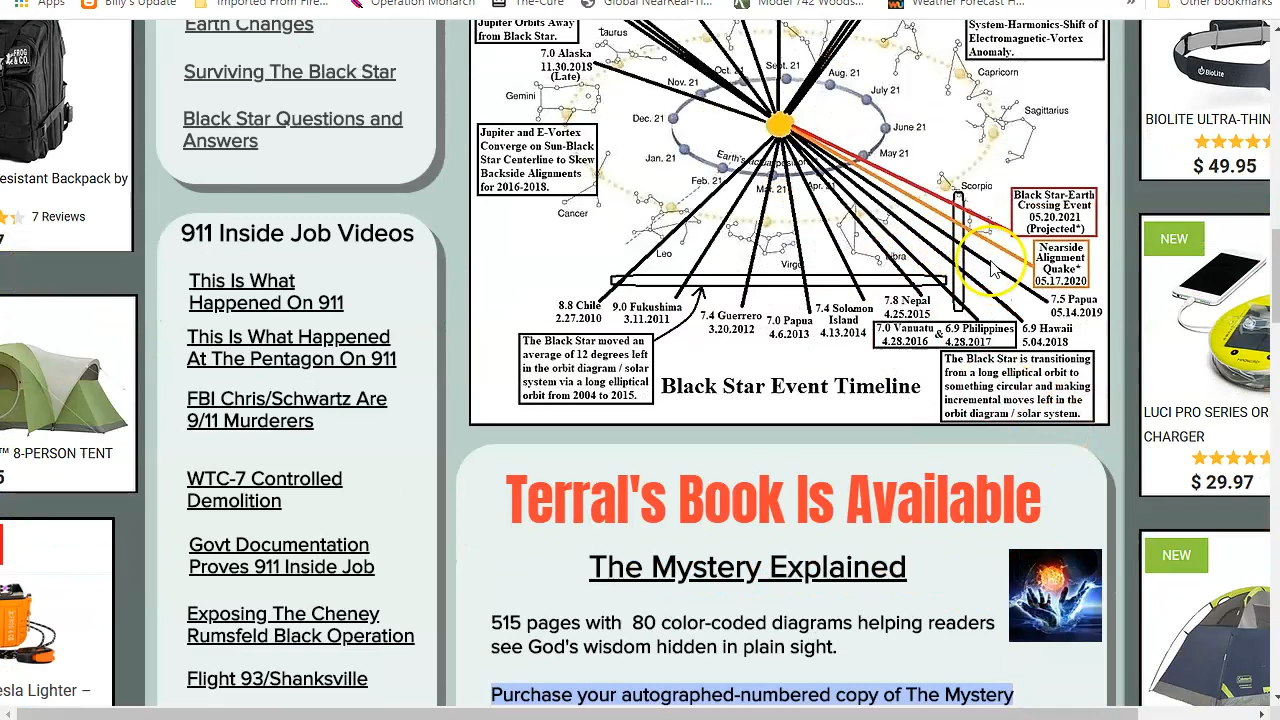 Apps
Billy's Update
Imported From Fire...
Operation Monarch
The-Cure
Global NearReal-Ti...
Model 742 Woods...
Weather Forecast H...
»
Other bookmarks
esistant Backpack by
7 Reviews
8-PERSON TENT
esla Lighter –
Earth Changes
Surviving The Black Star
Black Star Questions and
Answers
911 Inside Job Videos
This Is What
Happened On 911
This Is What Happened
At The Pentagon On 911
FBI Chris/Schwartz Are
9/11 Murderers
WTC-7 Controlled
Demolition
Govt Documentation
Proves 911 Inside Job
Exposing The Cheney
Rumsfeld Black Operation
Flight 93/Shanksville
Jupiter Orbits Away
from Black Star.
System-Harmonics-Shift of
Electromagnetic-Vortex
Anomaly.
7.0 Alaska
11.30.2018
(Late)
Taurus
Gemini
Cancer
Leo
Virgo
Libra
Scorpio
Sagittarius
Capricorn
Oct. 21
Sept. 21
Aug. 21
July 21
June 21
May 21
Apr. 21
Mar. 21
Feb. 21
Jan. 21
Dec. 21
Nov. 21
Earth's
Jupiter and E-Vortex
Converge on Sun-Black
Star Centerline to Skew
Backside Alignments
for 2016-2018.
Black Star-Earth
Crossing Event
05.20.2021
(Projected*)
Nearside
Alignment
Quake*
05.17.2020
8.8 Chile
2.27.2010
9.0 Fukushima
3.11.2011
7.4 Guerrero
3.20.2012
7.0 Papua
4.6.2013
7.4 Solomon
Island
4.13.2014
7.8 Nepal
4.25.2015
7.0 Vanuatu
4.28.2016
&
6.9 Philippines
4.28.2017
6.9 Hawaii
5.04.2018
7.5 Papua
05.14.2019
The Black Star moved an
average of 12 degrees left
in the orbit diagram / solar
system via a long elliptical
orbit from 2004 to 2015.
Black Star Event Timeline
The Black Star is transitioning
from a long elliptical orbit to
something circular and making
incremental moves left in the
orbit diagram / solar system.
Terral's Book Is Available
The Mystery Explained
515 pages with 80 color-coded diagrams helping readers
see God's wisdom hidden in plain sight.
Purchase your autographed-numbered copy of The Mystery
BIOLITE ULTRA-THIN
$ 49.95
NEW
LUCI PRO SERIES OR
CHARGER
$ 29.97
NEW